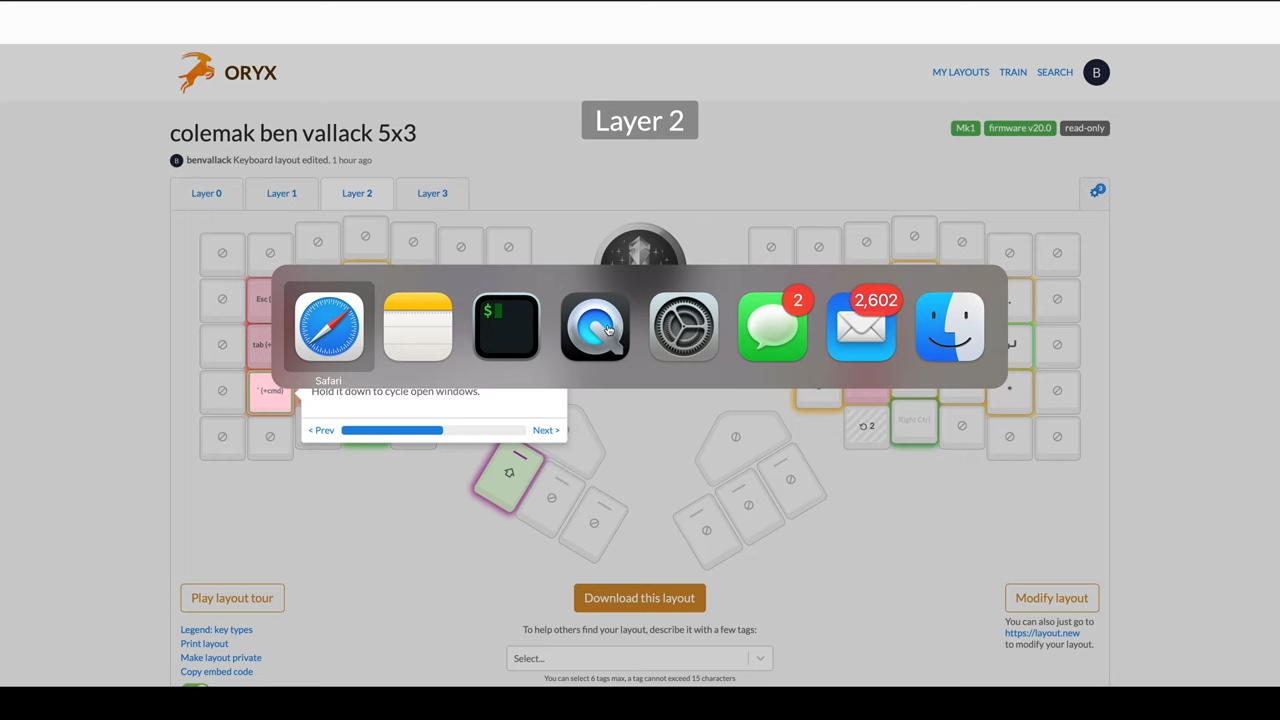 ORYX
MY LAYOUTS TRAIN SEARCH B
Layer 2
colemak ben vallack 5x3
Mk1 firmware v20.0 read-only
B benvallack Keyboard layout edited. 1 hour ago
Layer 0 Layer 1 Layer 2 Layer 3
3
Esc (
tab (+
$
2
2,602
Safari
` (+cmd)
Hold it down to cycle open windows.
< Prev Next >
2
Right Ctrl
Play layout tour
Download this layout
Modify layout
Legend: key types
Print layout
Make layout private
Copy embed code
To help others find your layout, describe it with a few tags:
Select...
You can select 6 tags max, a tag cannot exceed 15 characters
You can also just go to
https://layout.new
to modify your layout.